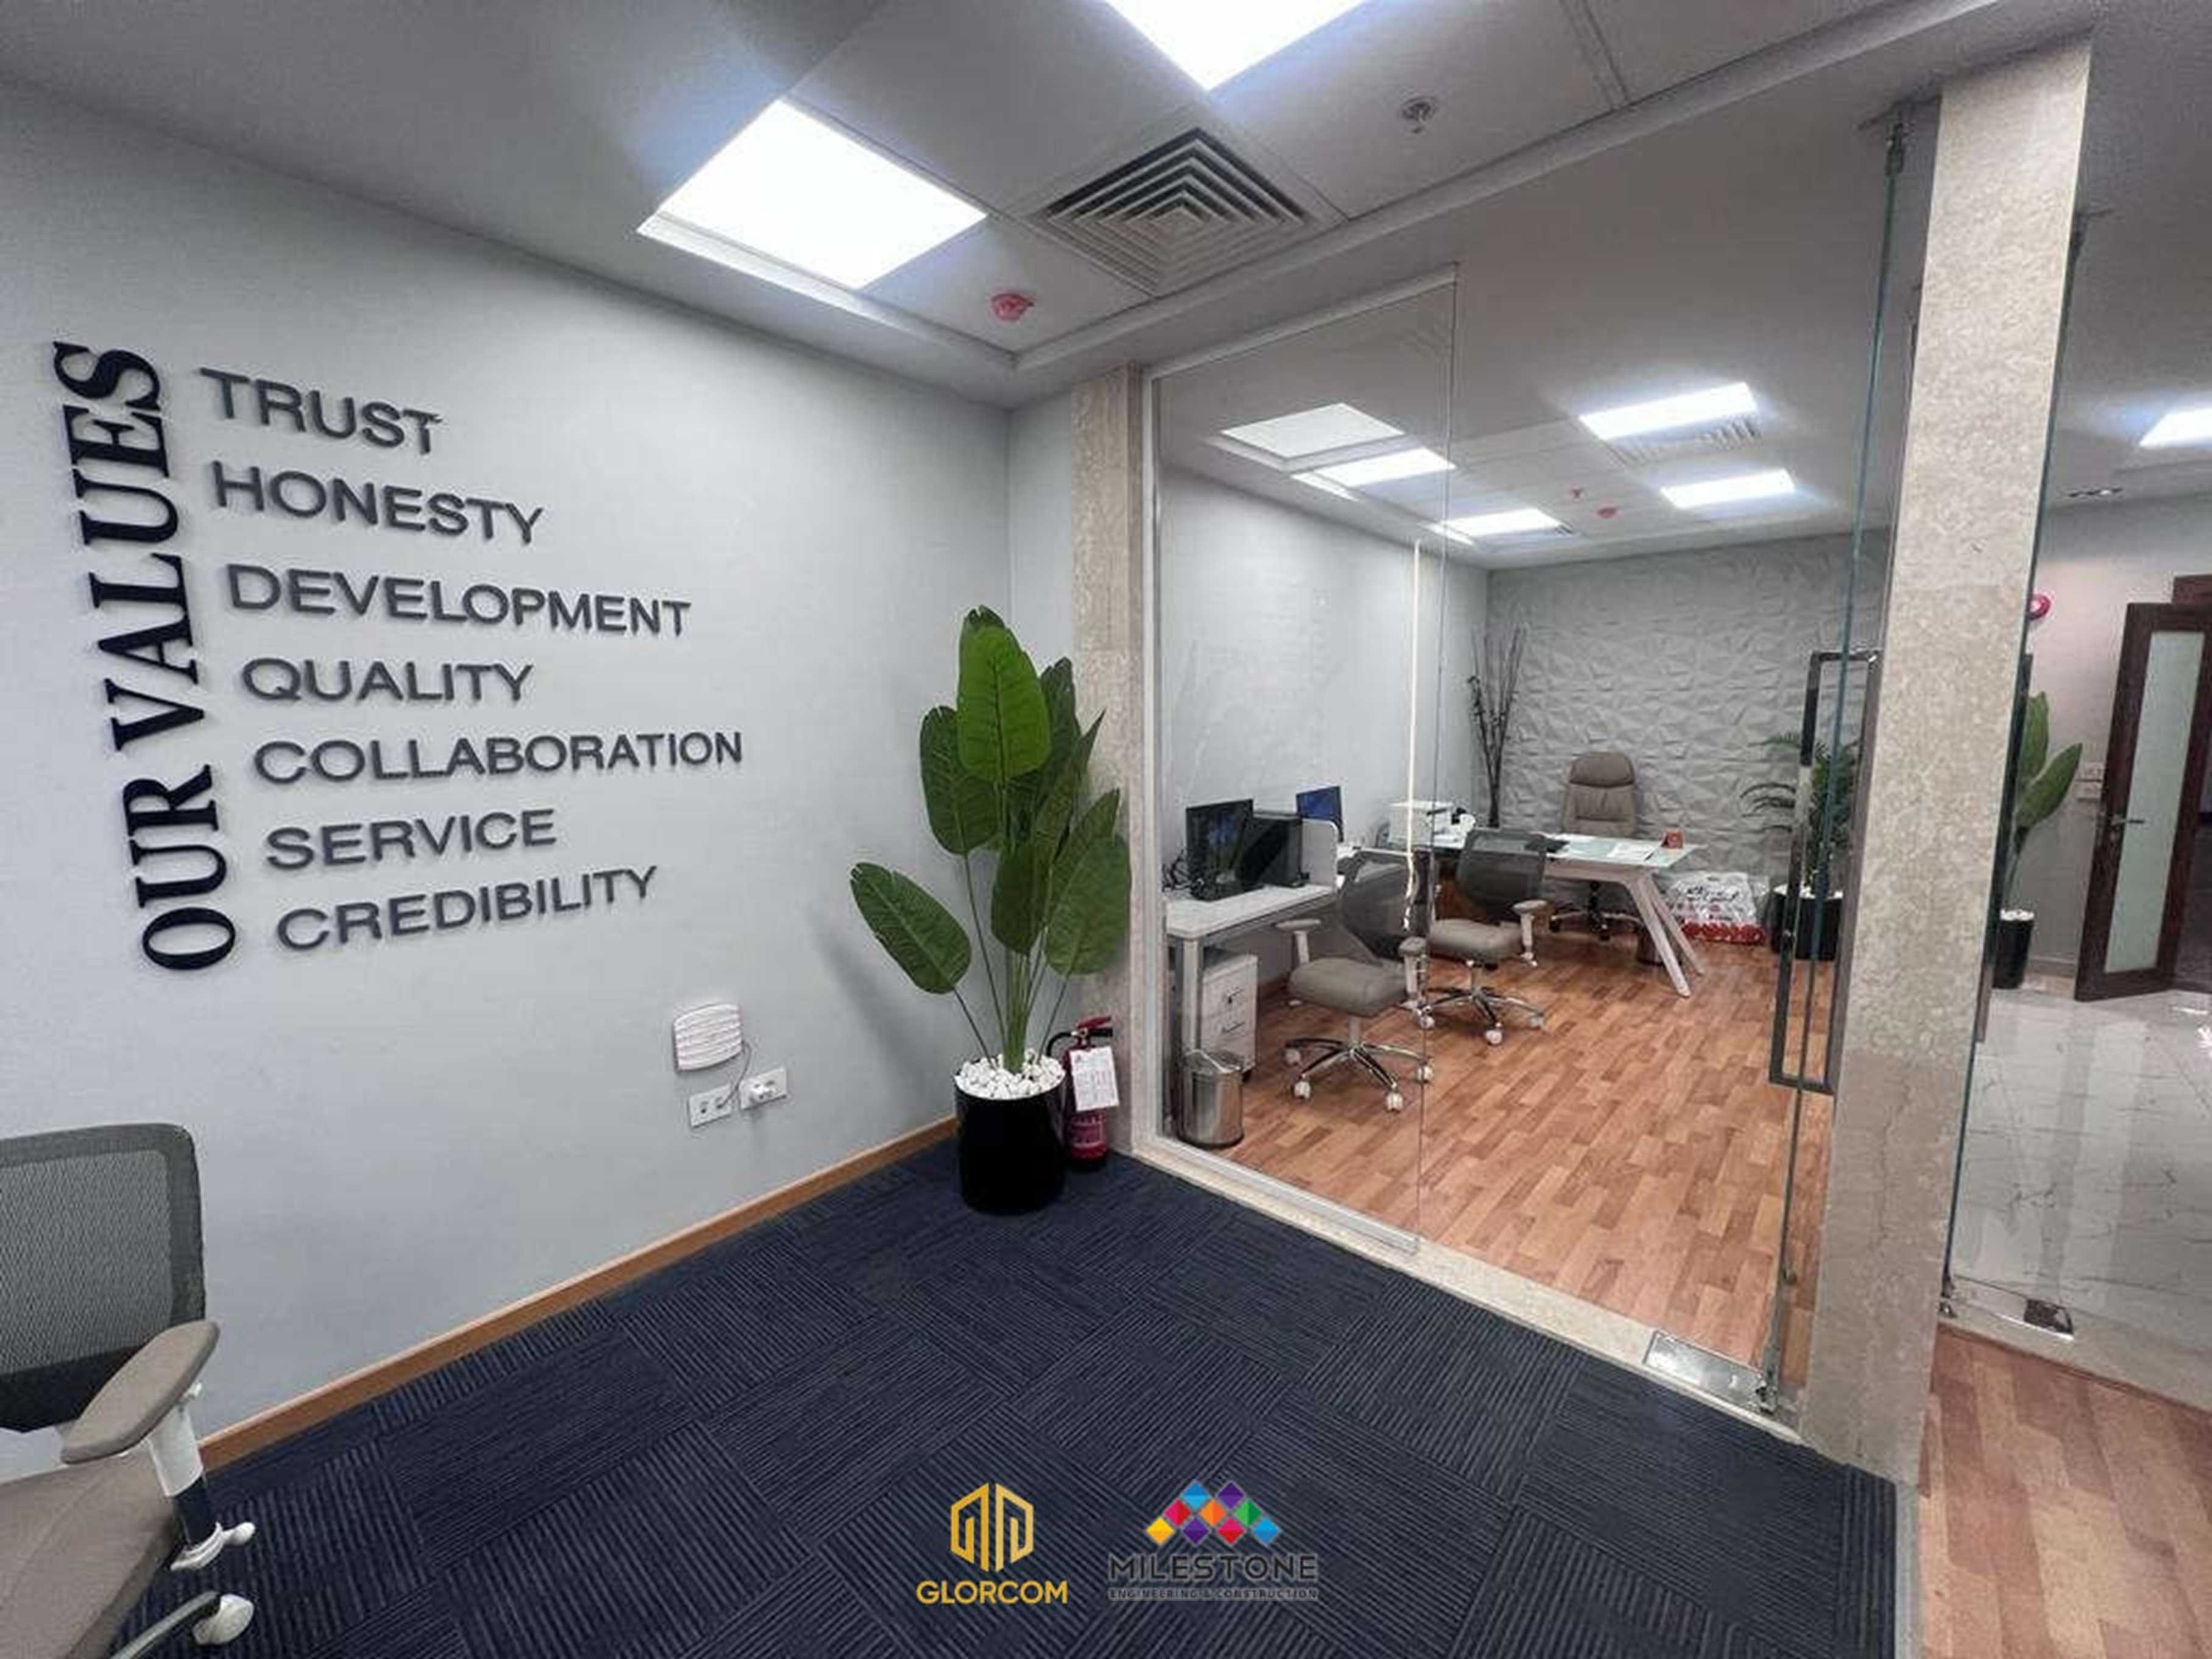 OUR VALUES
TRUST
HONESTY
DEVELOPMENT
QUALITY
COLLABORATION
SERVICE
CREDIBILITY
GLORCOM
MILESTONE
ENGINEERING & CONSTRUCTION